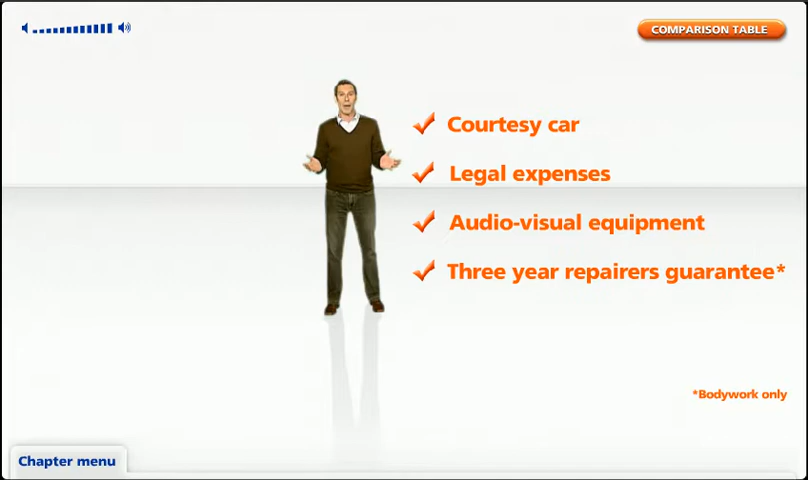 COMPARISON TABLE
Courtesy car
Legal expenses
Audio-visual equipment
Three year repairers guarantee*
*Bodywork only
Chapter menu